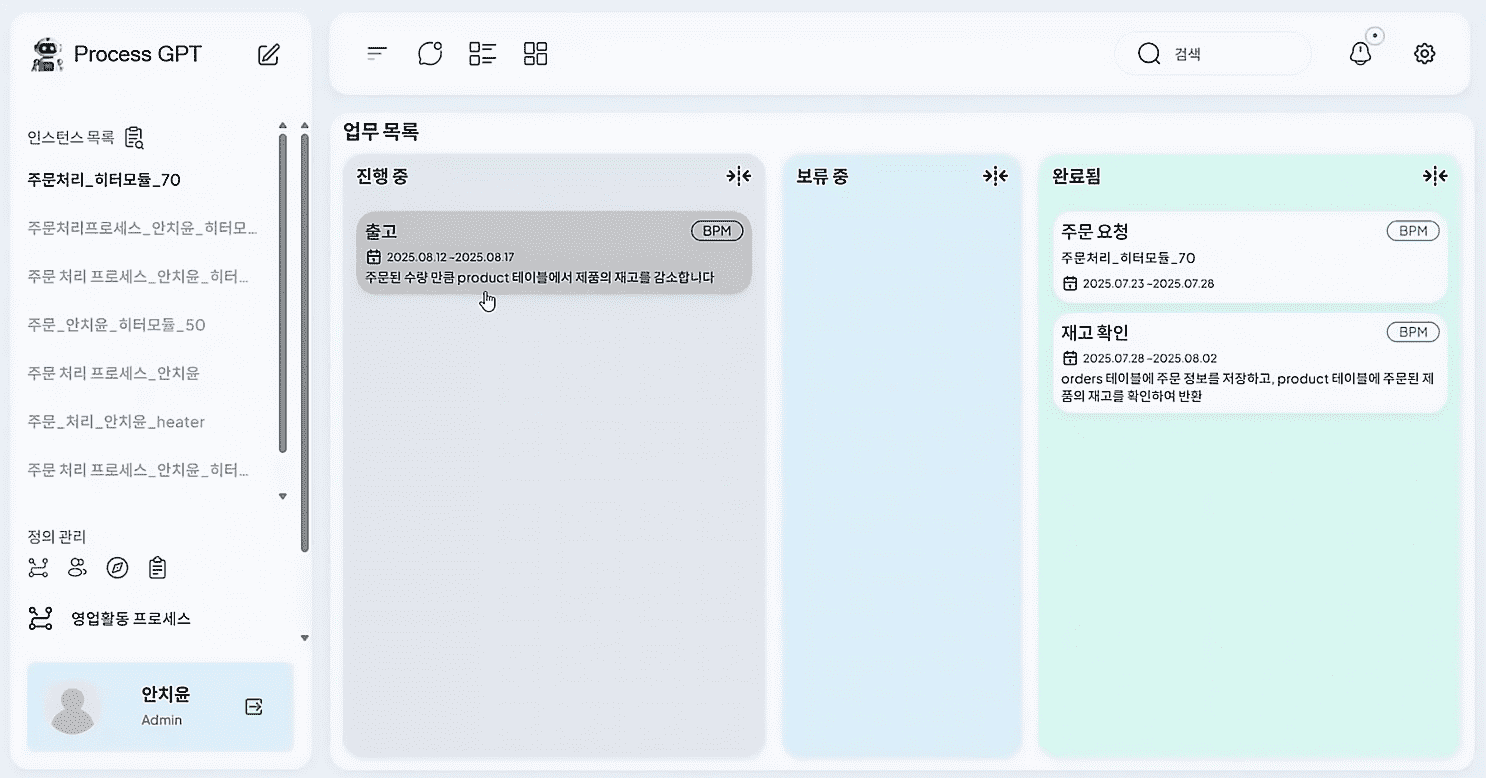 Process GPT
검색
인스턴스 목록
주문처리_히터모듈_70
주문처리프로세스_안치윤_히터모...
주문 처리 프로세스_안치윤_히터...
주문_안치윤_히터모듈_50
주문 처리 프로세스_안치윤
주문_처리_안치윤_heater
주문 처리 프로세스_안치윤_히터...
정의 관리
영업활동 프로세스
안치윤
Admin
업무 목록
진행 중
출고
BPM
2025.08.12 ~2025.08.17
주문된 수량 만큼 product 테이블에서 제품의 재고를 감소합니다
보류 중
완료됨
주문 요청
BPM
주문처리_히터모듈_70
2025.07.23 ~2025.07.28
재고 확인
BPM
2025.07.28 ~2025.08.02
orders 테이블에 주문 정보를 저장하고, product 테이블에 주문된 제
품의 재고를 확인하여 반환